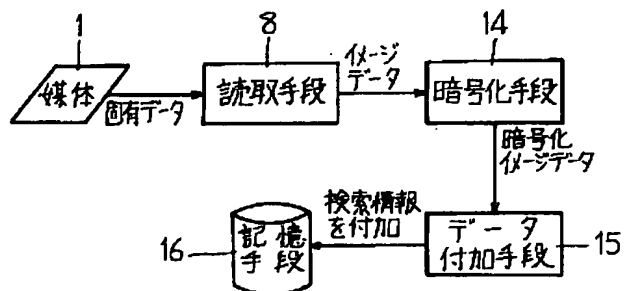 1
媒体
固有データ
8
読取手段
イメージ
データ
14
暗号化手段
暗号化
イメージデータ
データ
付加手段
15
検索情報
を付加
記憶
手段
16